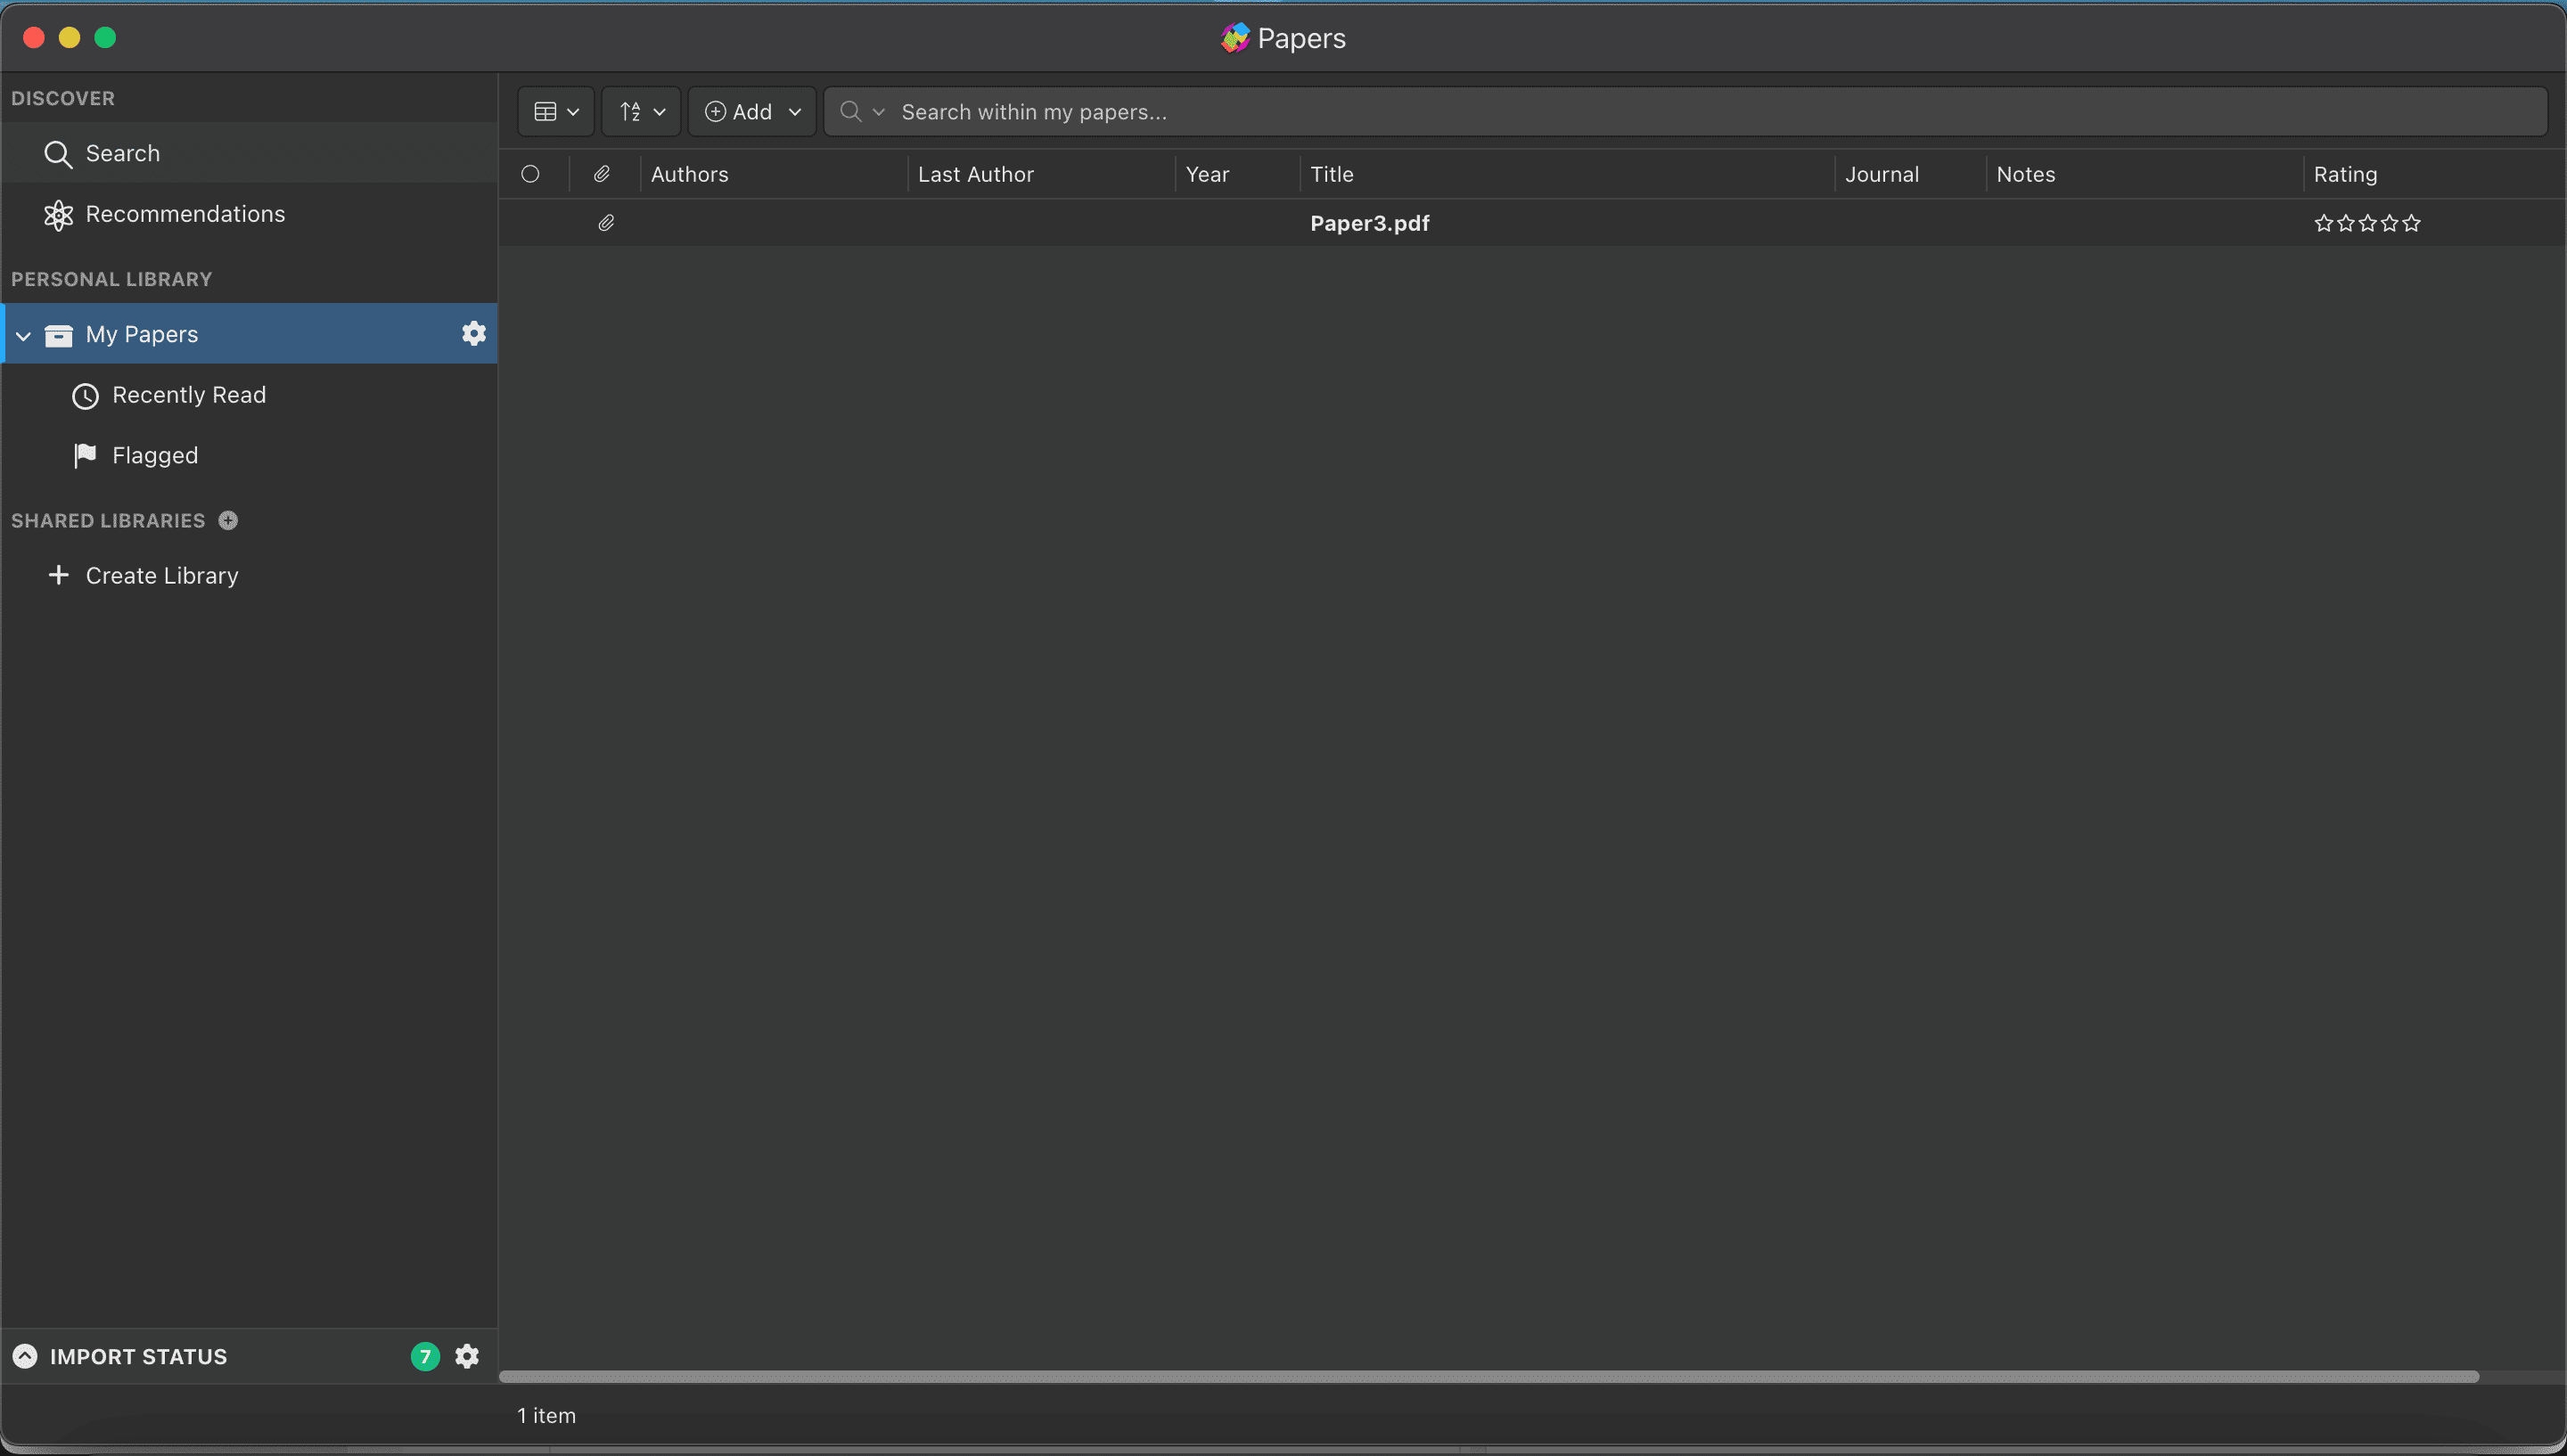 Papers
DISCOVER
Search
Recommendations
PERSONAL LIBRARY
My Papers
Recently Read
Flagged
SHARED LIBRARIES
Create Library
IMPORT STATUS 7
Add Search within my papers...
Authors Last Author Year Title Journal Notes Rating
Paper3.pdf
1 item